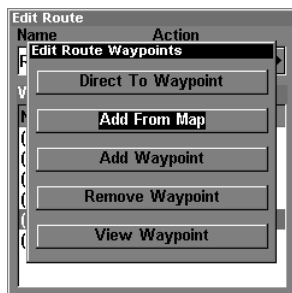 Edit Route
Name Action
Edit Route Waypoints
Direct To Waypoint
Add From Map
Add Waypoint
Remove Waypoint
View Waypoint